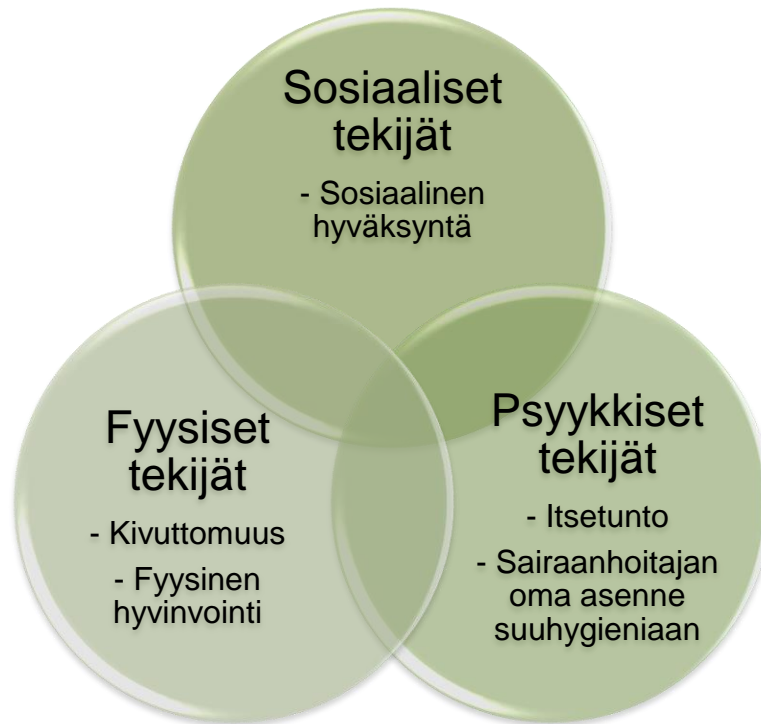 Sosiaaliset
tekijät
- Sosiaalinen
hyväksyntä
Fyysiset
tekijät
- Kivuttomuus
- Fyysinen
hyvinvointi
Psyykkiset
tekijät
- Itsetunto
- Sairaanhoitajan
oma asenne
suuhygieniaan